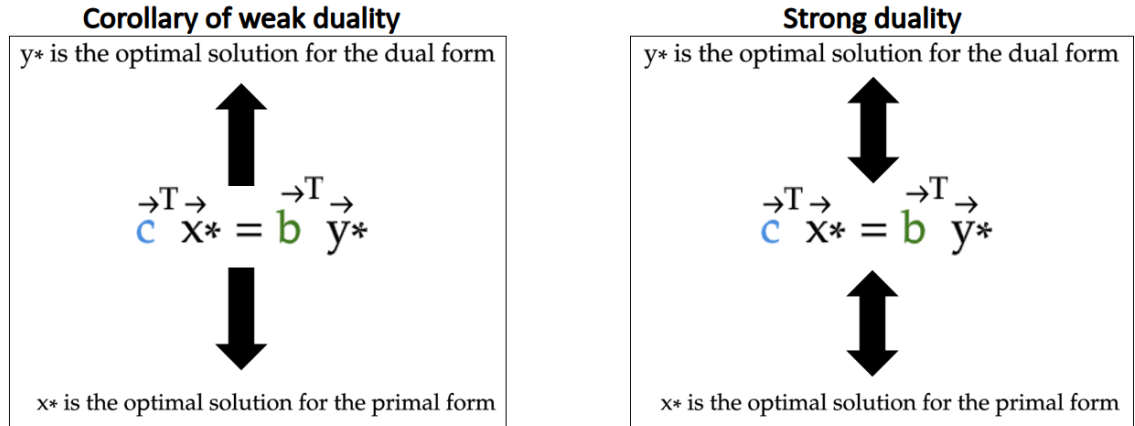 Corollary of weak duality
y* is the optimal solution for the dual form
c⃗ᵀ x⃗* = b⃗ᵀ y⃗*
x* is the optimal solution for the primal form
Strong duality
y* is the optimal solution for the dual form
c⃗ᵀ x⃗* = b⃗ᵀ y⃗*
x* is the optimal solution for the primal form